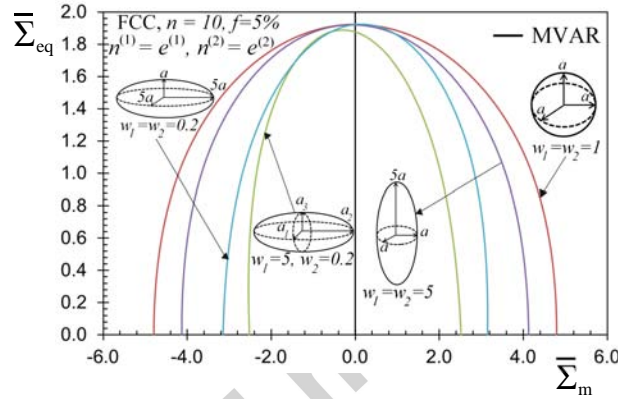 Σ̅eq
2.0
1.8
1.6
1.4
1.2
1.0
0.8
0.6
0.4
0.2
0.0
FCC, n = 10, f=5%
n⁽¹⁾ = e⁽¹⁾, n⁽²⁾ = e⁽²⁾
MVAR
a
5a
5a
w₁=w₂=0.2
a₃
a₂
a₁
w₁=5, w₂=0.2
5a
a
a
w₁=w₂=5
a
a
a
w₁=w₂=1
-6.0 -4.0 -2.0 0.0 2.0 4.0 6.0
Σ̅m